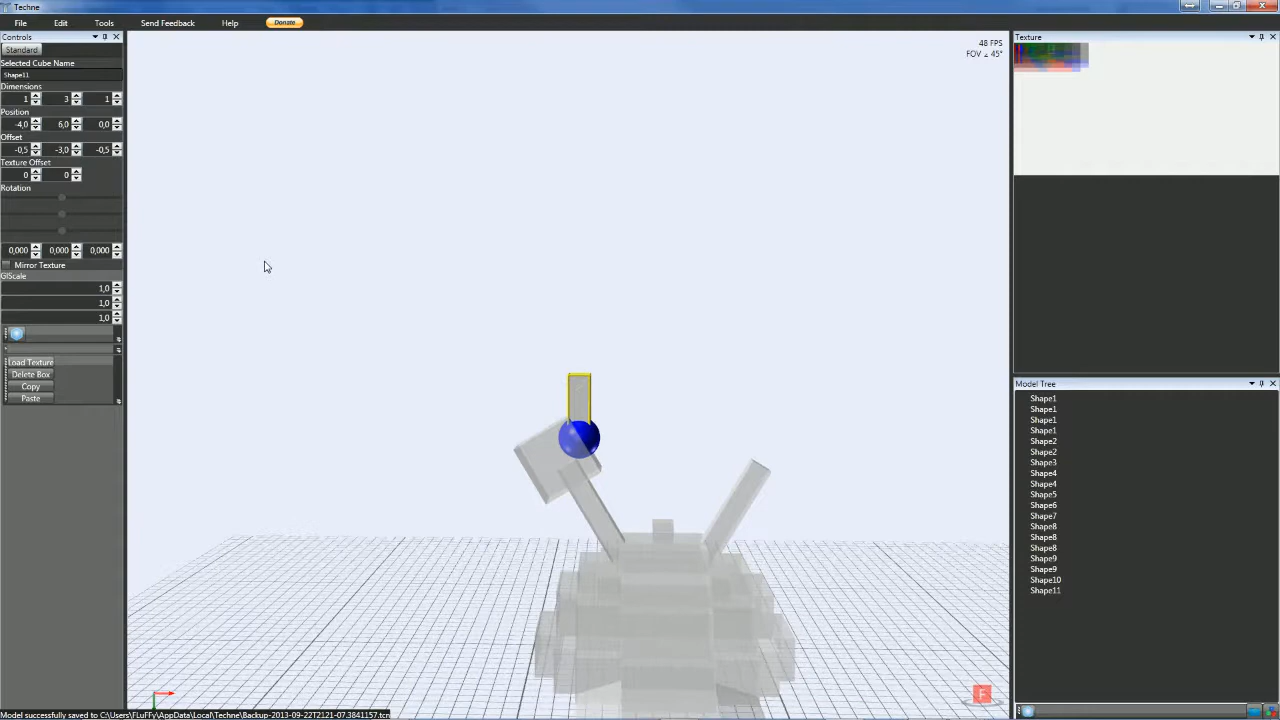 Techne
File Edit Tools Send Feedback Help Donate
Controls
Standard
Selected Cube Name
Shape11
Dimensions
1 3 1
Position
-4,0 6,0 0,0
Offset
-0,5 -3,0 -0,5
Texture Offset
0 0
Rotation
0,000 0,000 0,000
Mirror Texture
GlScale
1,0
1,0
1,0
Load Texture
Delete Box
Copy
Paste
48 FPS
FOV ∠ 45°
F
Model successfully saved to C:\Users\FLuFFy\AppData\Local\Techne\Backup-2013-09-22T2121-07.3841157.tcn
Texture
Model Tree
Shape1
Shape1
Shape1
Shape1
Shape2
Shape2
Shape3
Shape4
Shape4
Shape5
Shape6
Shape7
Shape8
Shape8
Shape8
Shape9
Shape9
Shape10
Shape11